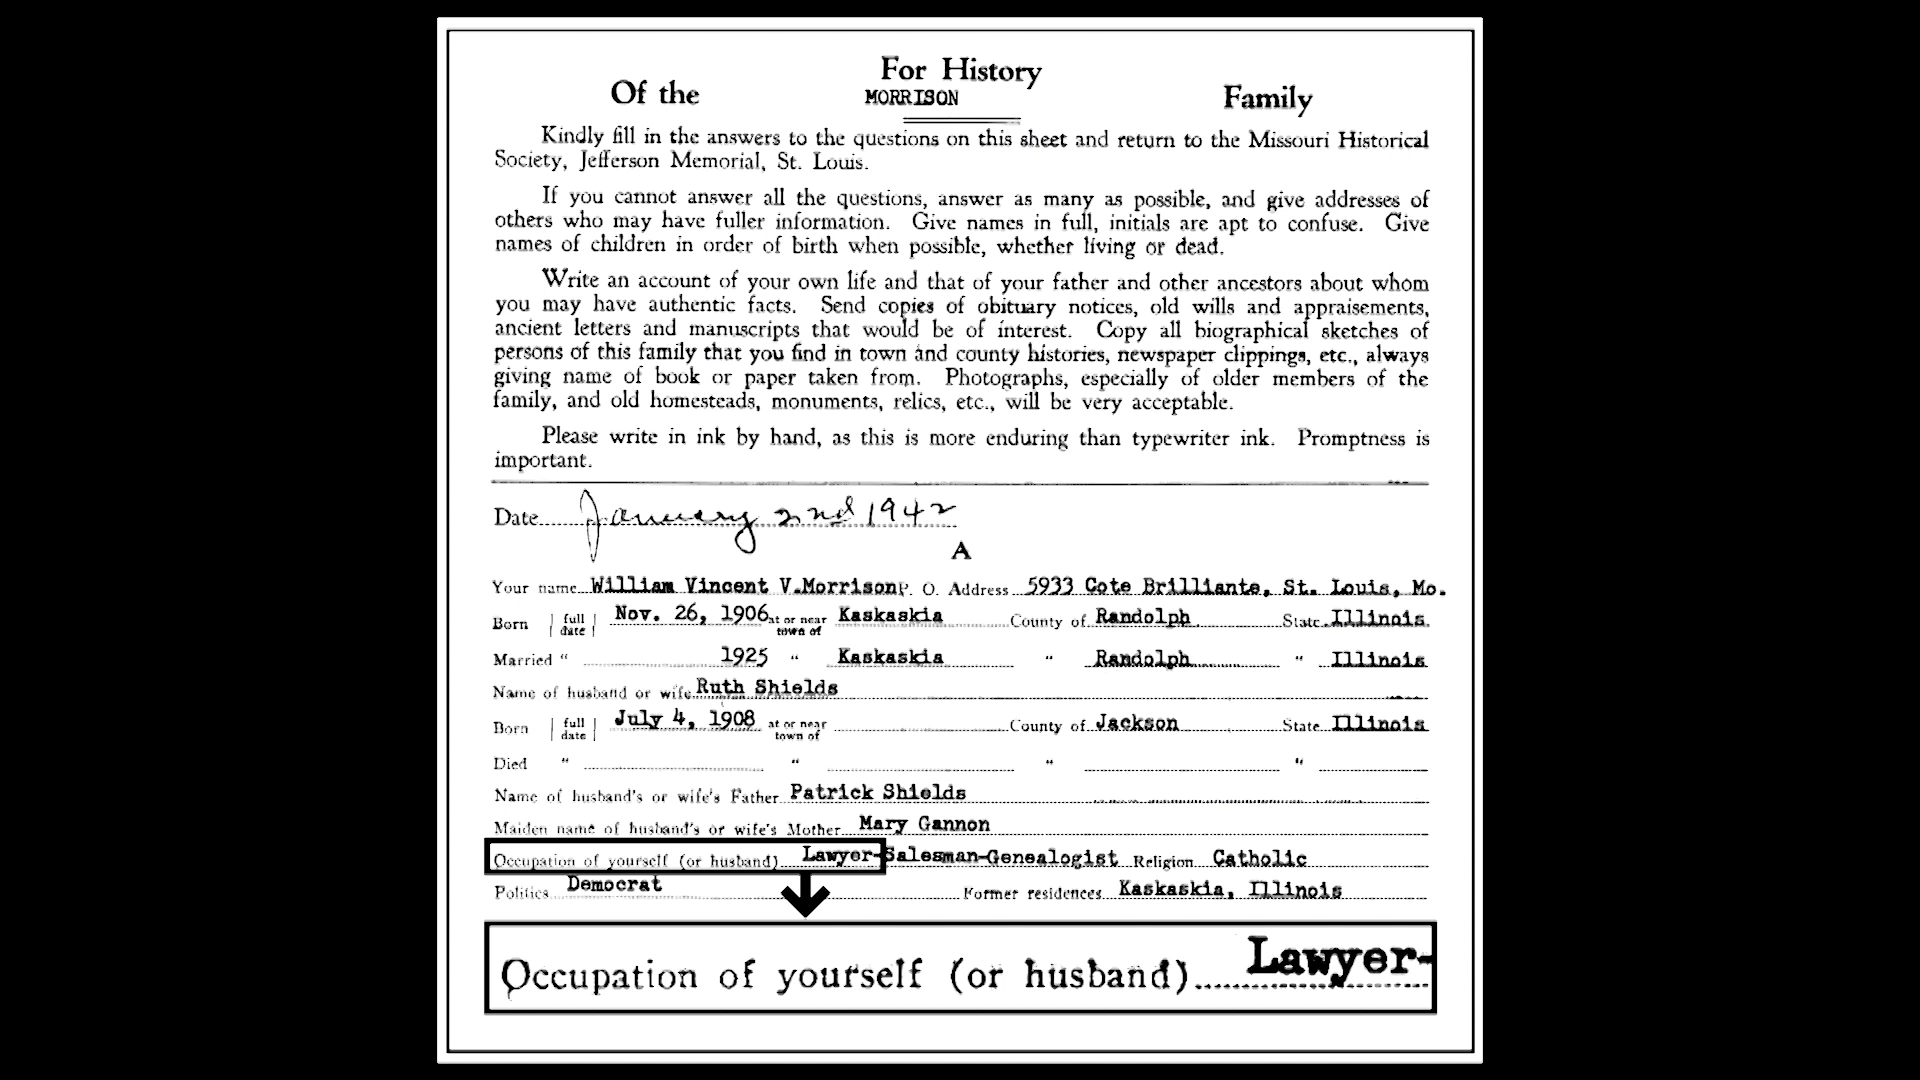 For History
Of the MORRISON Family
Kindly fill in the answers to the questions on this sheet and return to the Missouri Historical
Society, Jefferson Memorial, St. Louis.
If you cannot answer all the questions, answer as many as possible, and give addresses of
others who may have fuller information. Give names in full, initials are apt to confuse. Give
names of children in order of birth when possible, whether living or dead.
Write an account of your own life and that of your father and other ancestors about whom
you may have authentic facts. Send copies of obituary notices, old wills and appraisements,
ancient letters and manuscripts that would be of interest. Copy all biographical sketches of
persons of this family that you find in town and county histories, newspaper clippings, etc., always
giving name of book or paper taken from. Photographs, especially of older members of the
family, and old homesteads, monuments, relics, etc., will be very acceptable.
Please write in ink by hand, as this is more enduring than typewriter ink. Promptness is
important.
Date January 22nd 1942
A
Your name William Vincent V.Morrison P. O. Address 5933 Cote Brilliante, St. Louis, Mo.
Born full date Nov. 26, 1906 at or near town of Kaskaskia County of Randolph State Illinois
Married " 1925 " Kaskaskia " Randolph " Illinois
Name of husband or wife Ruth Shields
Born full date July 4, 1908 at or near town of County of Jackson State Illinois
Died " " " "
Name of husband's or wife's Father Patrick Shields
Maiden name of husband's or wife's Mother Mary Gannon
Occupation of yourself (or husband) Lawyer-Salesman-Genealogist Religion Catholic
Politics Democrat Former residences Kaskaskia, Illinois
Occupation of yourself (or husband) Lawyer-